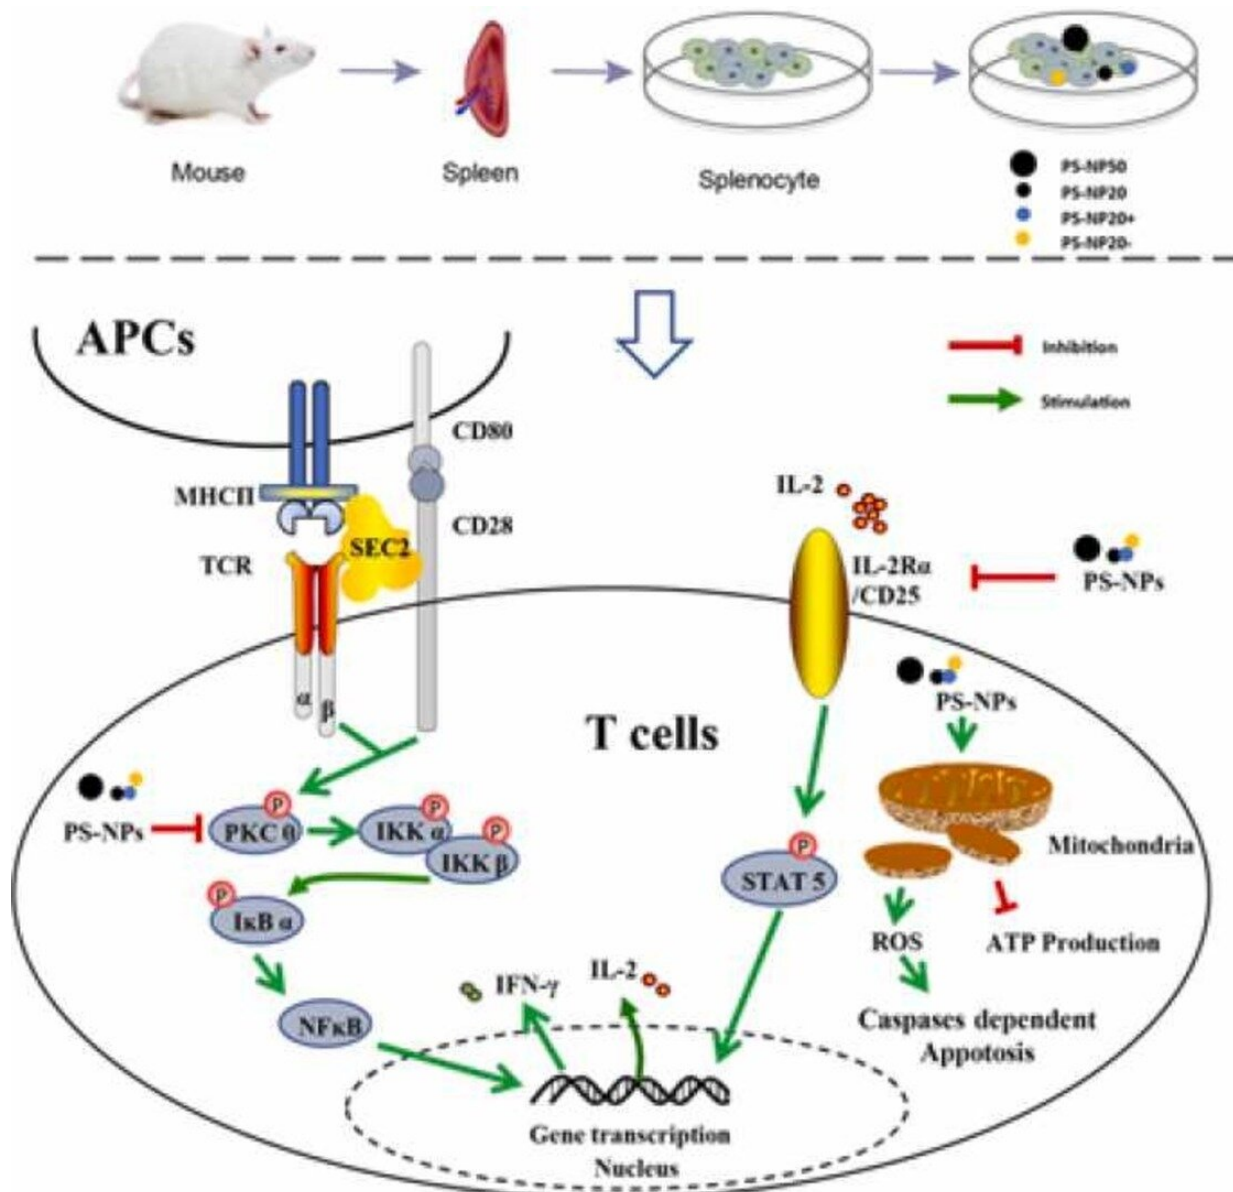 Mouse
Spleen
Splenocyte
PS-NP50
PS-NP20
PS-NP20+
PS-NP20-
APCs
Inhibition
Stimulation
CD80
MHCII
CD28
SEC2
TCR
IL-2
IL-2Rα
/CD25
PS-NPs
α
β
T cells
PS-NPs
PS-NPs
P
PKC θ
P
IKK α
P
IKK β
P
IκB α
NFκB
P
STAT 5
Mitochondria
ROS
ATP Production
Caspases dependent
Appotosis
IFN-γ
IL-2
Gene transcription
Nucleus